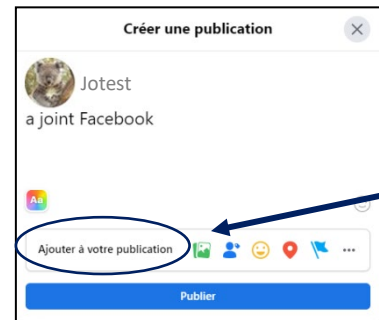 Créer une publication
Jotest
a joint Facebook
Aa
Ajouter à votre publication
Publier